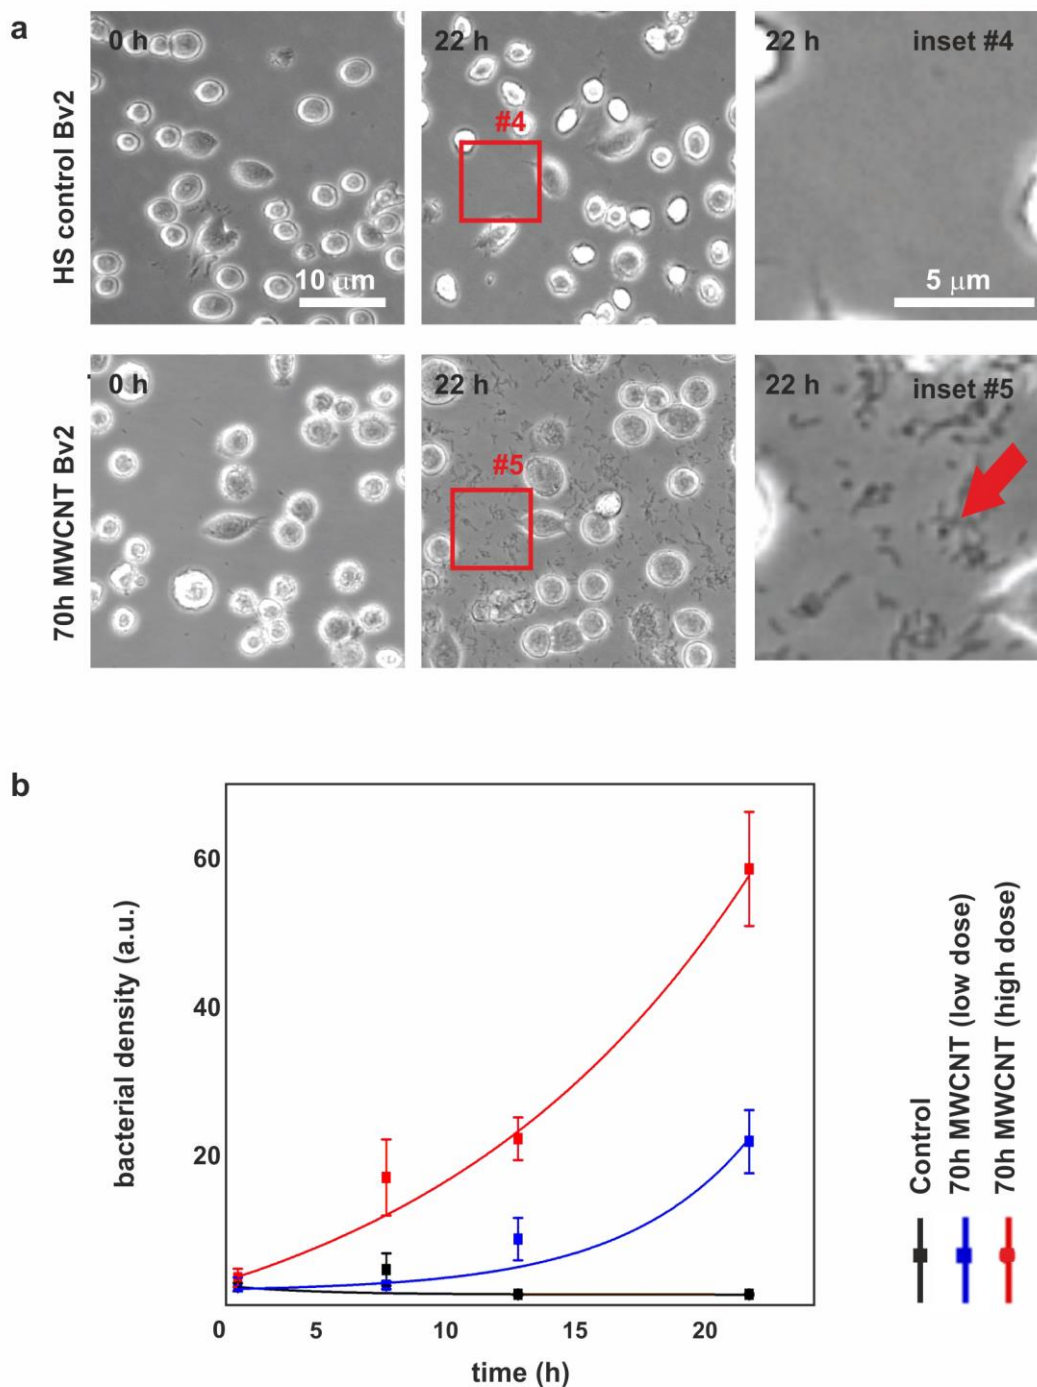 a
HS control Bv2
0 h
10 μm
22 h
#4
22 h
inset #4
5 μm
70h MWCNT Bv2
0 h
22 h
#5
22 h
inset #5
b
bacterial density (a.u.)
60
40
20
0
5
10
15
20
time (h)
Control
70h MWCNT (low dose)
70h MWCNT (high dose)